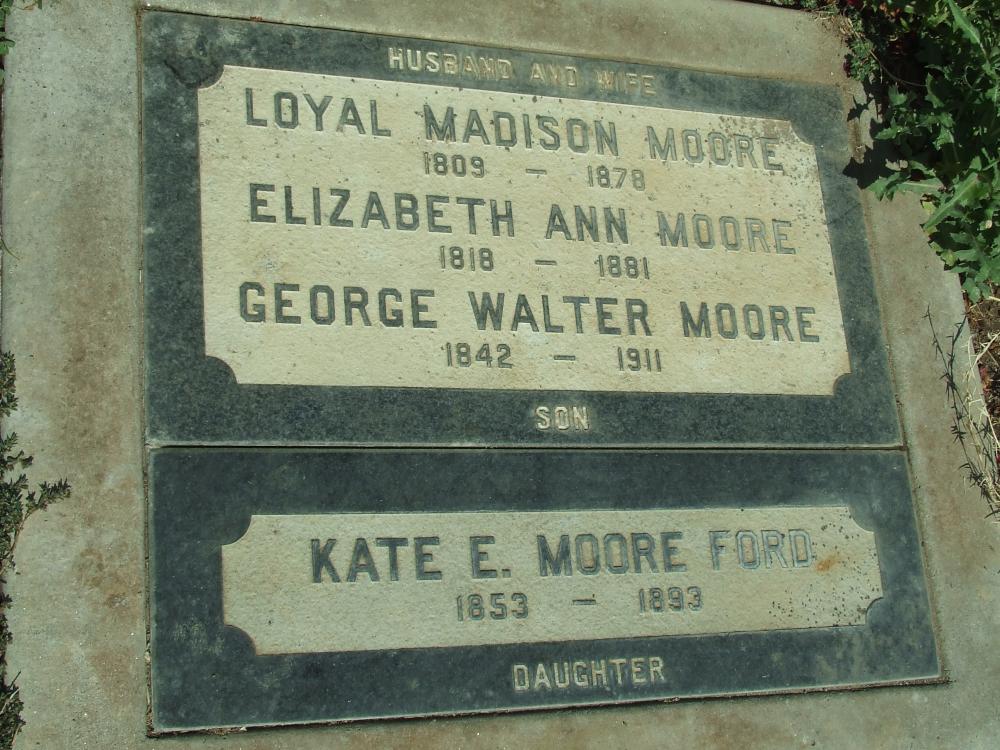 HUSBAND AND WIFE
LOYAL MADISON MOORE
1809 – 1878
ELIZABETH ANN MOORE
1818 – 1881
GEORGE WALTER MOORE
1842 – 1911
SON
KATE E. MOORE FORD
1853 – 1893
DAUGHTER